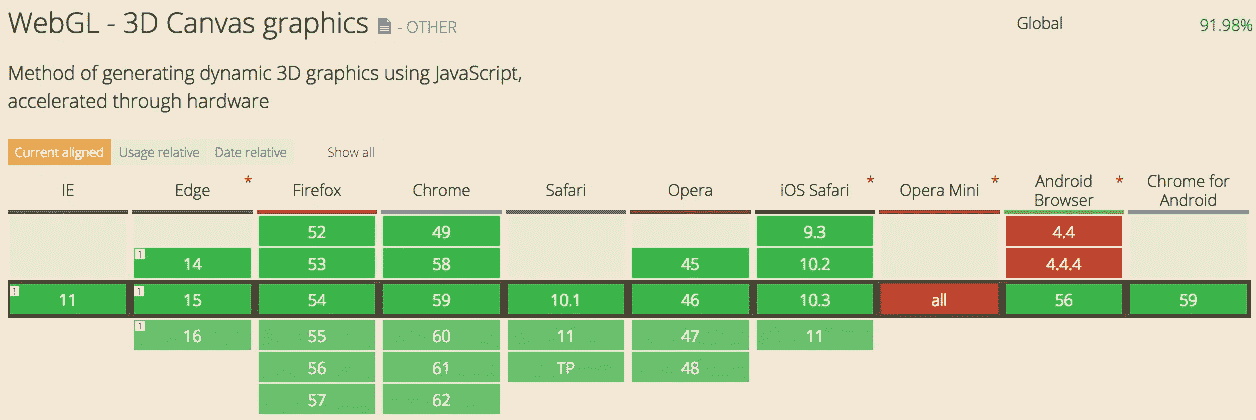 WebGL - 3D Canvas graphics - OTHER
Global 91.98%
Method of generating dynamic 3D graphics using JavaScript,
accelerated through hardware
Current aligned Usage relative Date relative Show all
IE Edge * Firefox Chrome Safari Opera iOS Safari * Opera Mini * Android Browser * Chrome for Android
52 49 9.3 4.4
1 14 53 58 45 10.2 4.4.4
1 11 1 15 54 59 10.1 46 10.3 all 56 59
1 16 55 60 11 47 11
56 61 TP 48
57 62